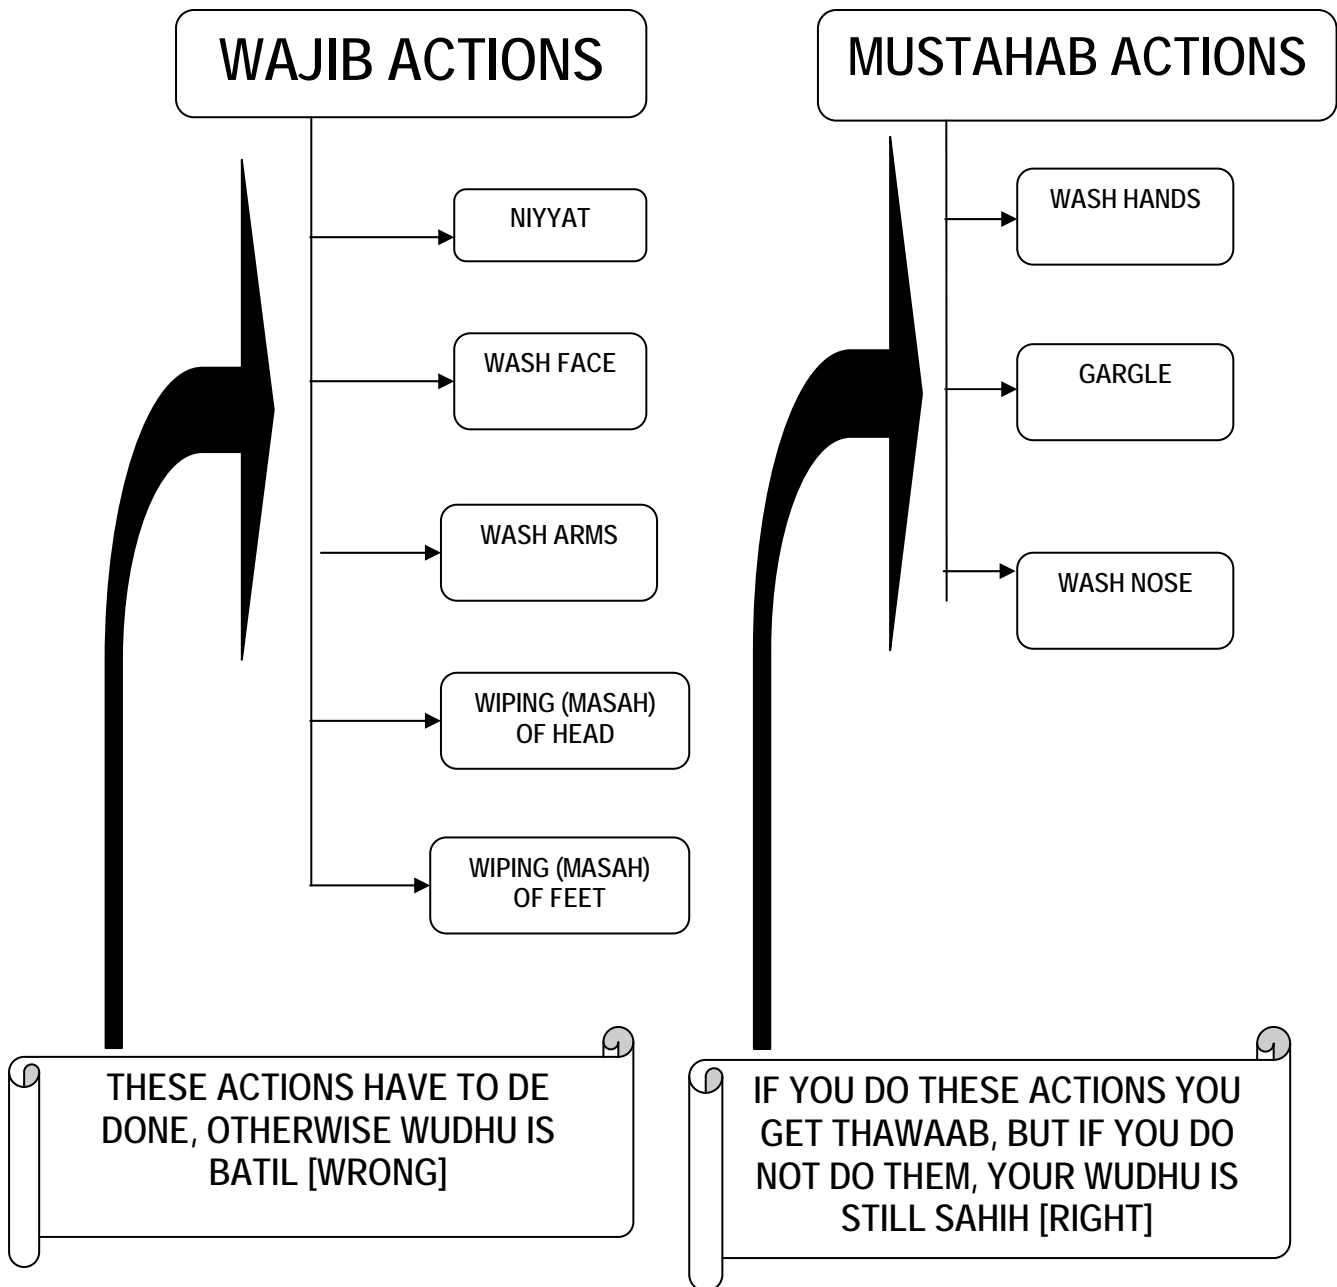 WAJIB ACTIONS
NIYYAT
WASH FACE
WASH ARMS
WIPING (MASAH)
OF HEAD
WIPING (MASAH)
OF FEET
THESE ACTIONS HAVE TO DE
DONE, OTHERWISE WUDHU IS
BATIL [WRONG]
MUSTAHAB ACTIONS
WASH HANDS
GARGLE
WASH NOSE
IF YOU DO THESE ACTIONS YOU
GET THAWAAB, BUT IF YOU DO
NOT DO THEM, YOUR WUDHU IS
STILL SAHIH [RIGHT]